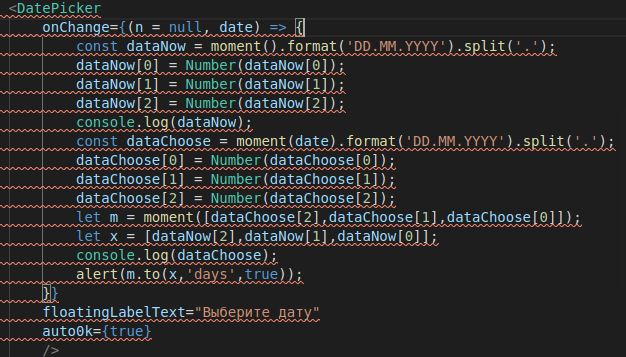 <DatePicker
onChange={(n = null, date) => {
const dataNow = moment().format('DD.MM.YYYY').split('.');
dataNow[0] = Number(dataNow[0]);
dataNow[1] = Number(dataNow[1]);
dataNow[2] = Number(dataNow[2]);
console.log(dataNow);
const dataChoose = moment(date).format('DD.MM.YYYY').split('.');
dataChoose[0] = Number(dataChoose[0]);
dataChoose[1] = Number(dataChoose[1]);
dataChoose[2] = Number(dataChoose[2]);
let m = moment([dataChoose[2],dataChoose[1],dataChoose[0]]);
let x = [dataNow[2],dataNow[1],dataNow[0]];
console.log(dataChoose);
alert(m.to(x,'days',true));
}}
floatingLabelText="Выберите дату"
autoOk={true}
/>